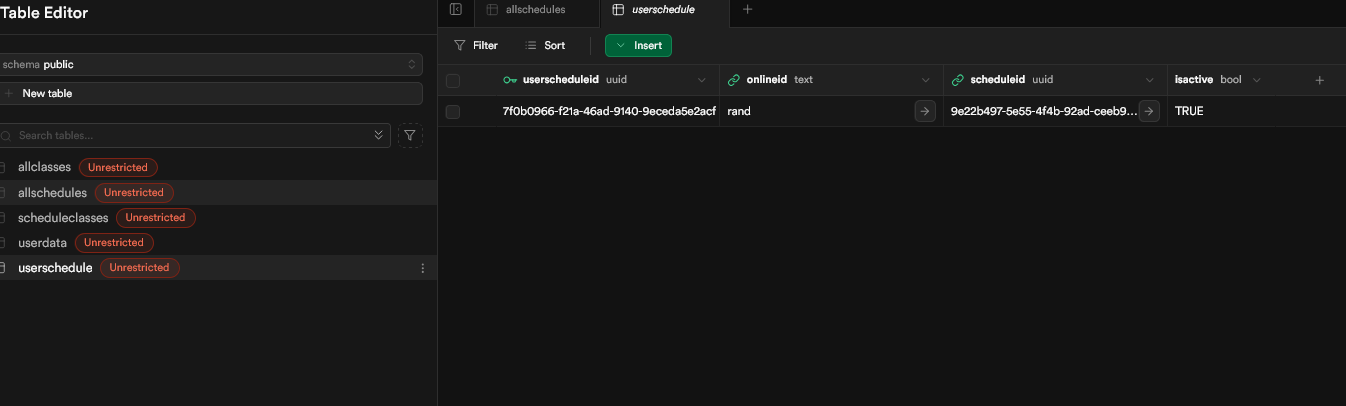 Table Editor
allschedules
userschedule
Filter
Sort
Insert
schema public
New table
userscheduleid uuid
onlineid text
scheduleid uuid
isactive bool
7f0b0966-f21a-46ad-9140-9eceda5e2acf
rand
9e22b497-5e55-4f4b-92ad-ceeb9...
TRUE
Search tables...
allclasses Unrestricted
allschedules Unrestricted
scheduleclasses Unrestricted
userdata Unrestricted
userschedule Unrestricted